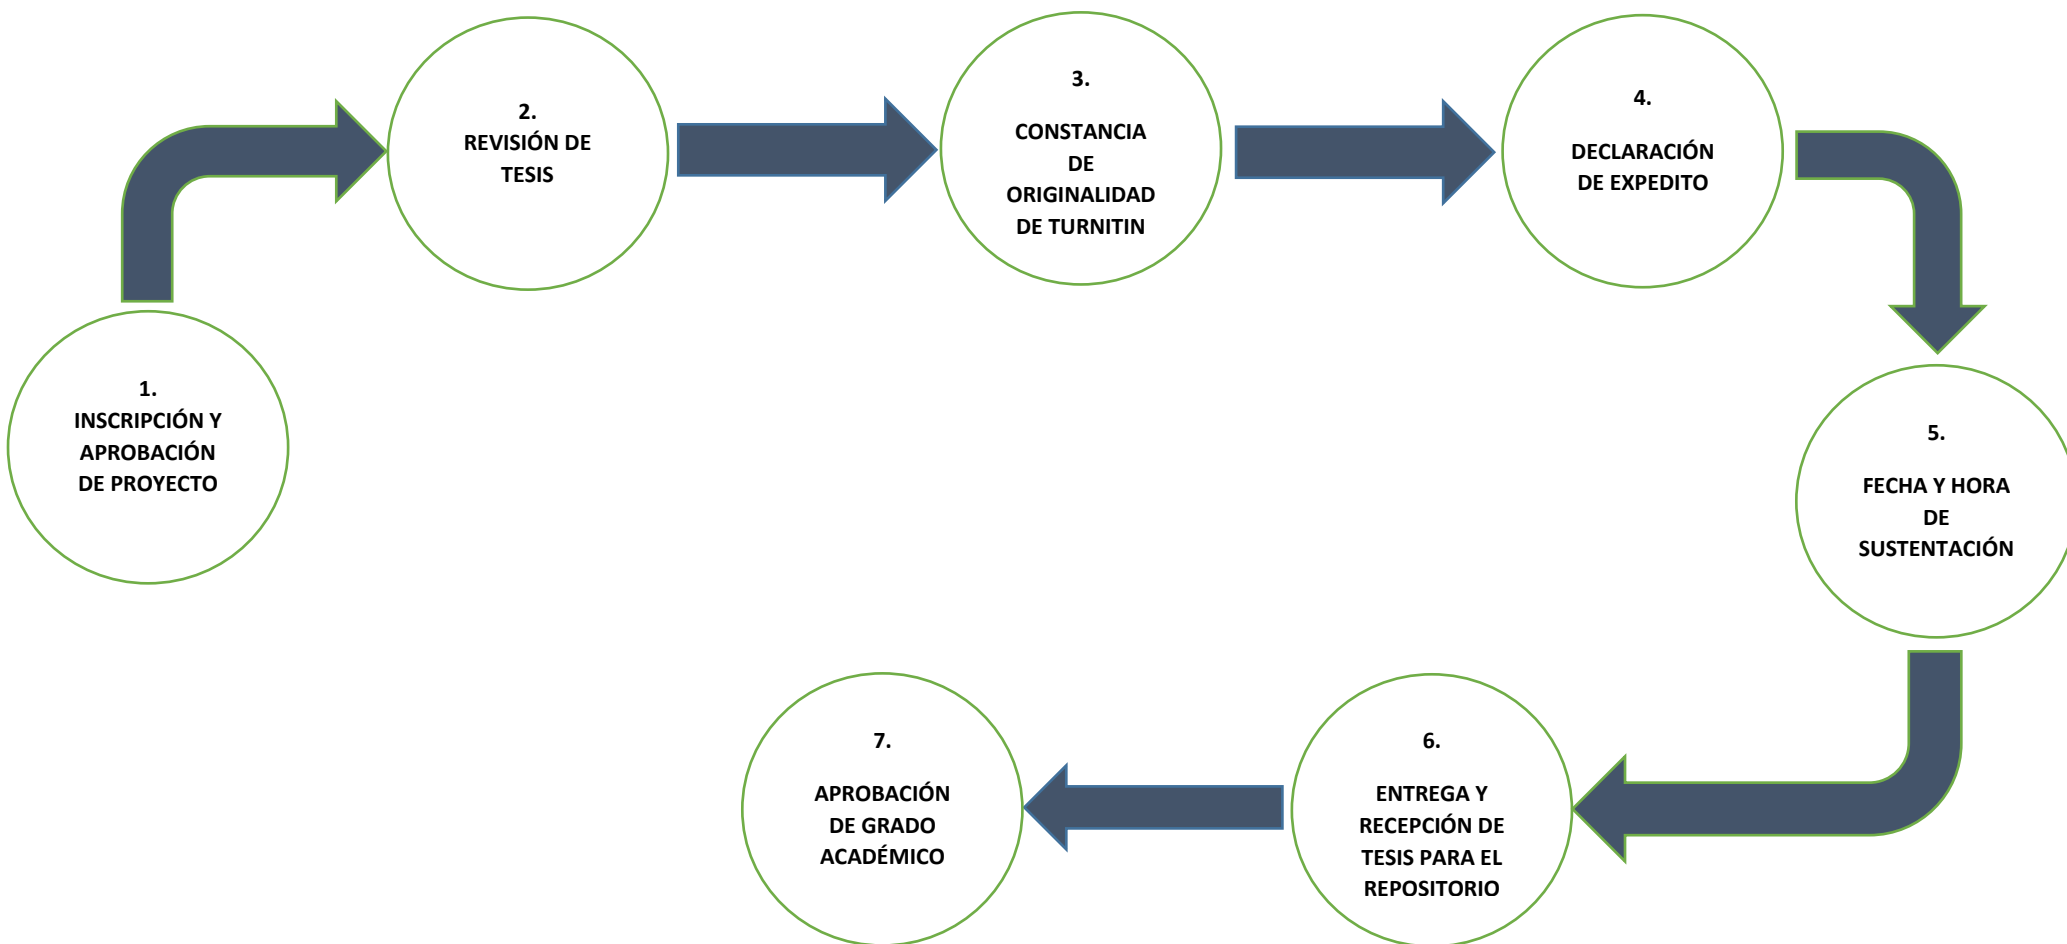 1.
INSCRIPCIÓN Y
APROBACIÓN
DE PROYECTO
2.
REVISIÓN DE
TESIS
3.
CONSTANCIA
DE
ORIGINALIDAD
DE TURNITIN
4.
DECLARACIÓN
DE EXPEDITO
5.
FECHA Y HORA
DE
SUSTENTACIÓN
6.
ENTREGA Y
RECEPCIÓN DE
TESIS PARA EL
REPOSITORIO
7.
APROBACIÓN
DE GRADO
ACADÉMICO